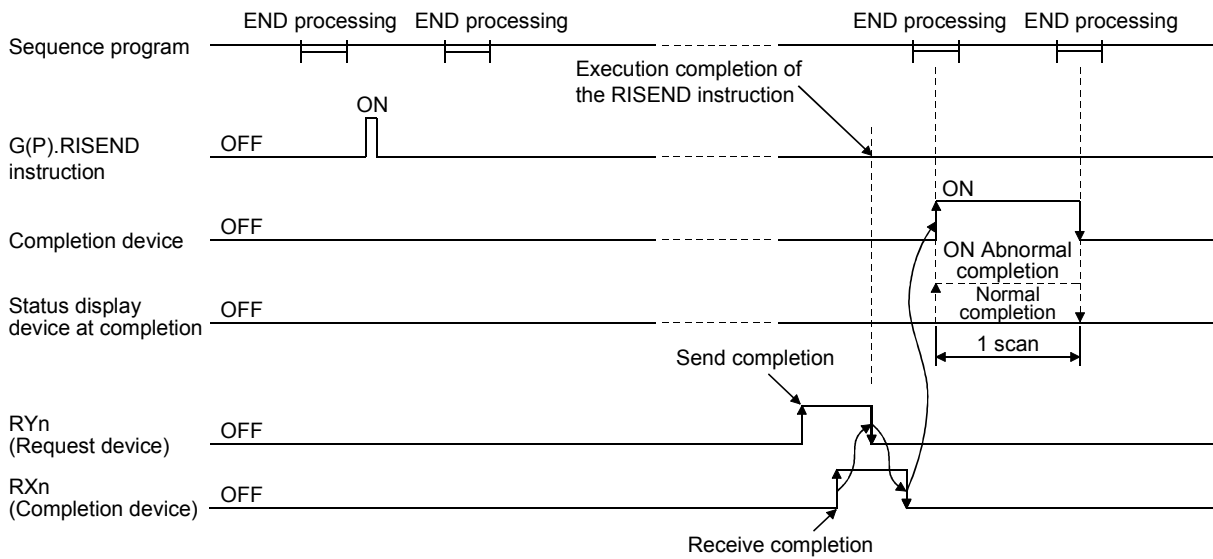 END processing
END processing
END processing
END processing
Sequence program
Execution completion of
the RISEND instruction
ON
G(P).RISEND
instruction
OFF
ON
Completion device
OFF
ON Abnormal
completion
Status display
device at completion
OFF
Normal
completion
1 scan
Send completion
RYn
(Request device)
OFF
RXn
(Completion device)
OFF
Receive completion